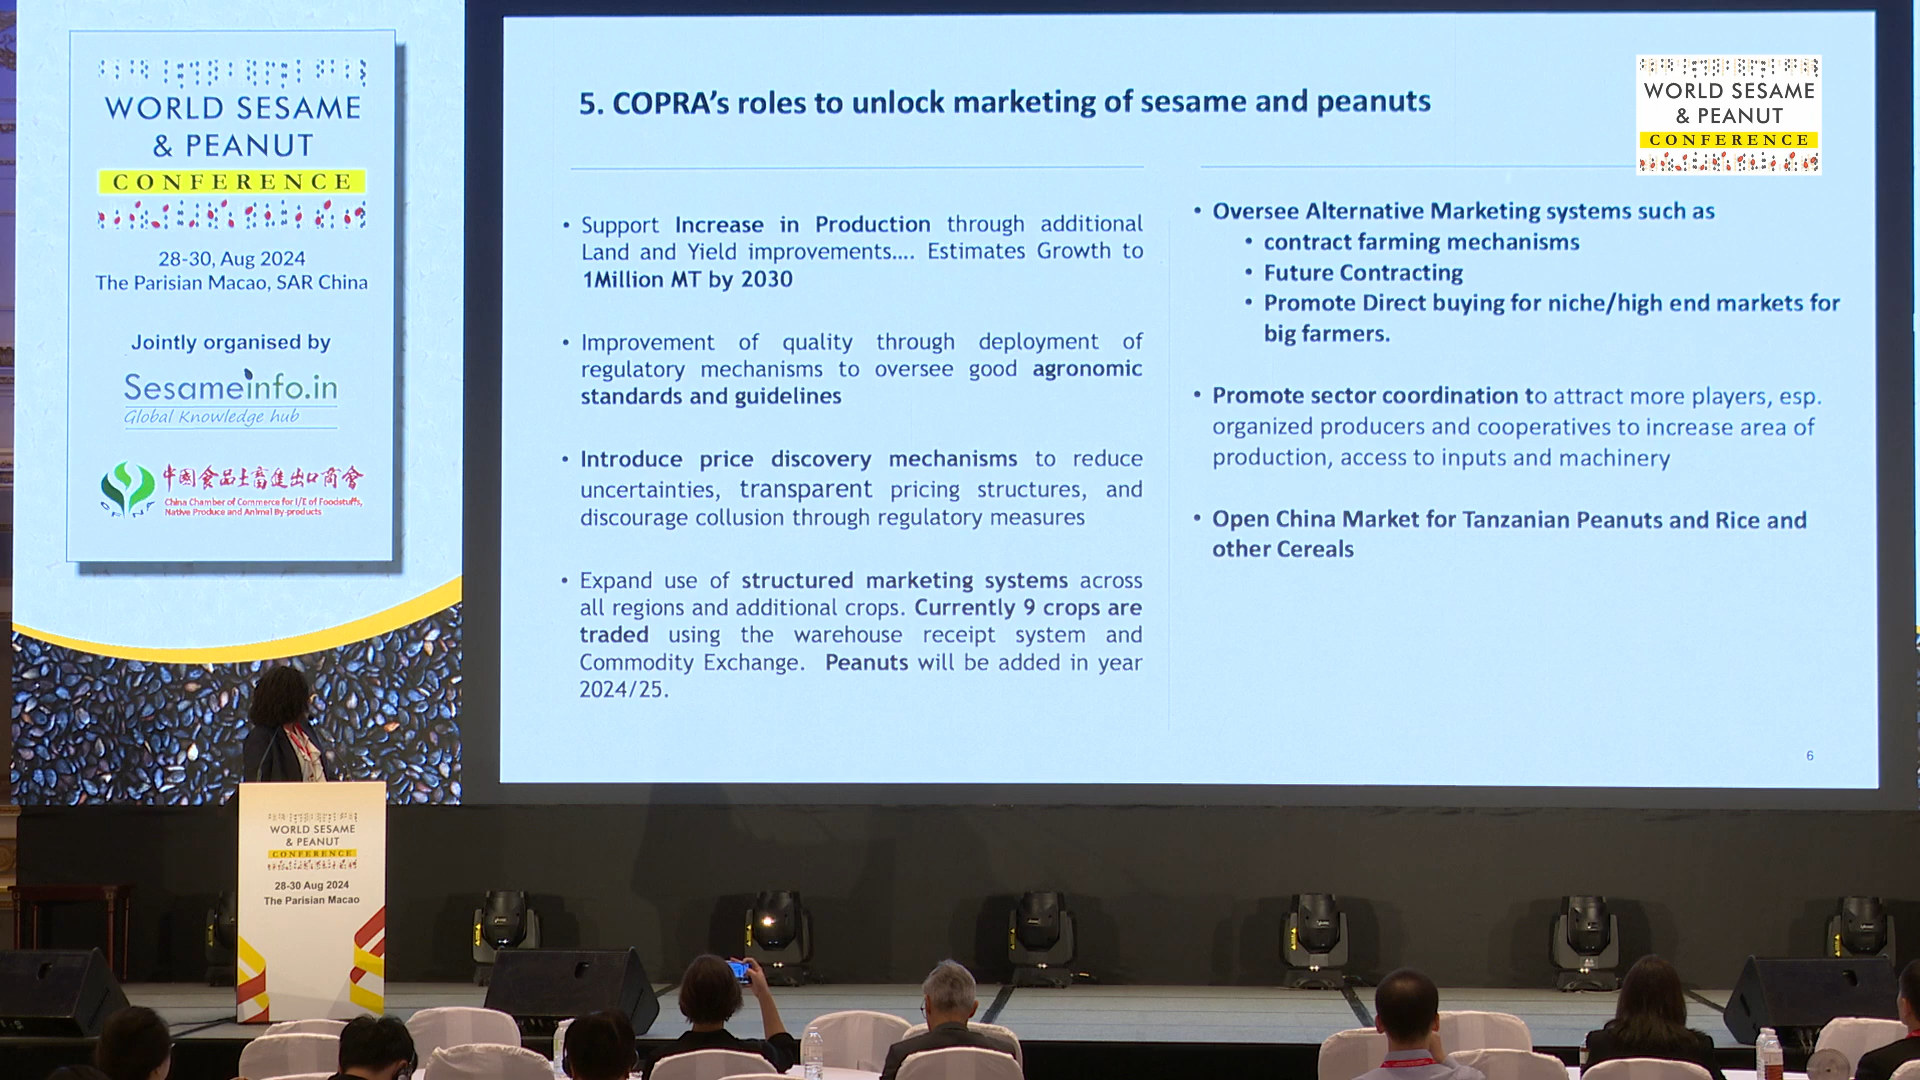 WORLD SESAME
& PEANUT
CONFERENCE
28-30, Aug 2024
The Parisian Macao, SAR China
Jointly organised by
Sesameinfo.in
Global Knowledge hub
中國食品土畜進出口商會
China Chamber of Commerce for I/E of Foodstuffs,
Native Produce and Animal By-products
5. COPRA’s roles to unlock marketing of sesame and peanuts
WORLD SESAME
& PEANUT
CONFERENCE
• Support Increase in Production through additional
Land and Yield improvements.... Estimates Growth to
1Million MT by 2030
• Improvement of quality through deployment of
regulatory mechanisms to oversee good agronomic
standards and guidelines
• Introduce price discovery mechanisms to reduce
uncertainties, transparent pricing structures, and
discourage collusion through regulatory measures
• Expand use of structured marketing systems across
all regions and additional crops. Currently 9 crops are
traded using the warehouse receipt system and
Commodity Exchange. Peanuts will be added in year
2024/25.
• Oversee Alternative Marketing systems such as
• contract farming mechanisms
• Future Contracting
• Promote Direct buying for niche/high end markets for
big farmers.
• Promote sector coordination to attract more players, esp.
organized producers and cooperatives to increase area of
production, access to inputs and machinery
• Open China Market for Tanzanian Peanuts and Rice and
other Cereals
6
WORLD SESAME
& PEANUT
CONFERENCE
28-30 Aug 2024
The Parisian Macao